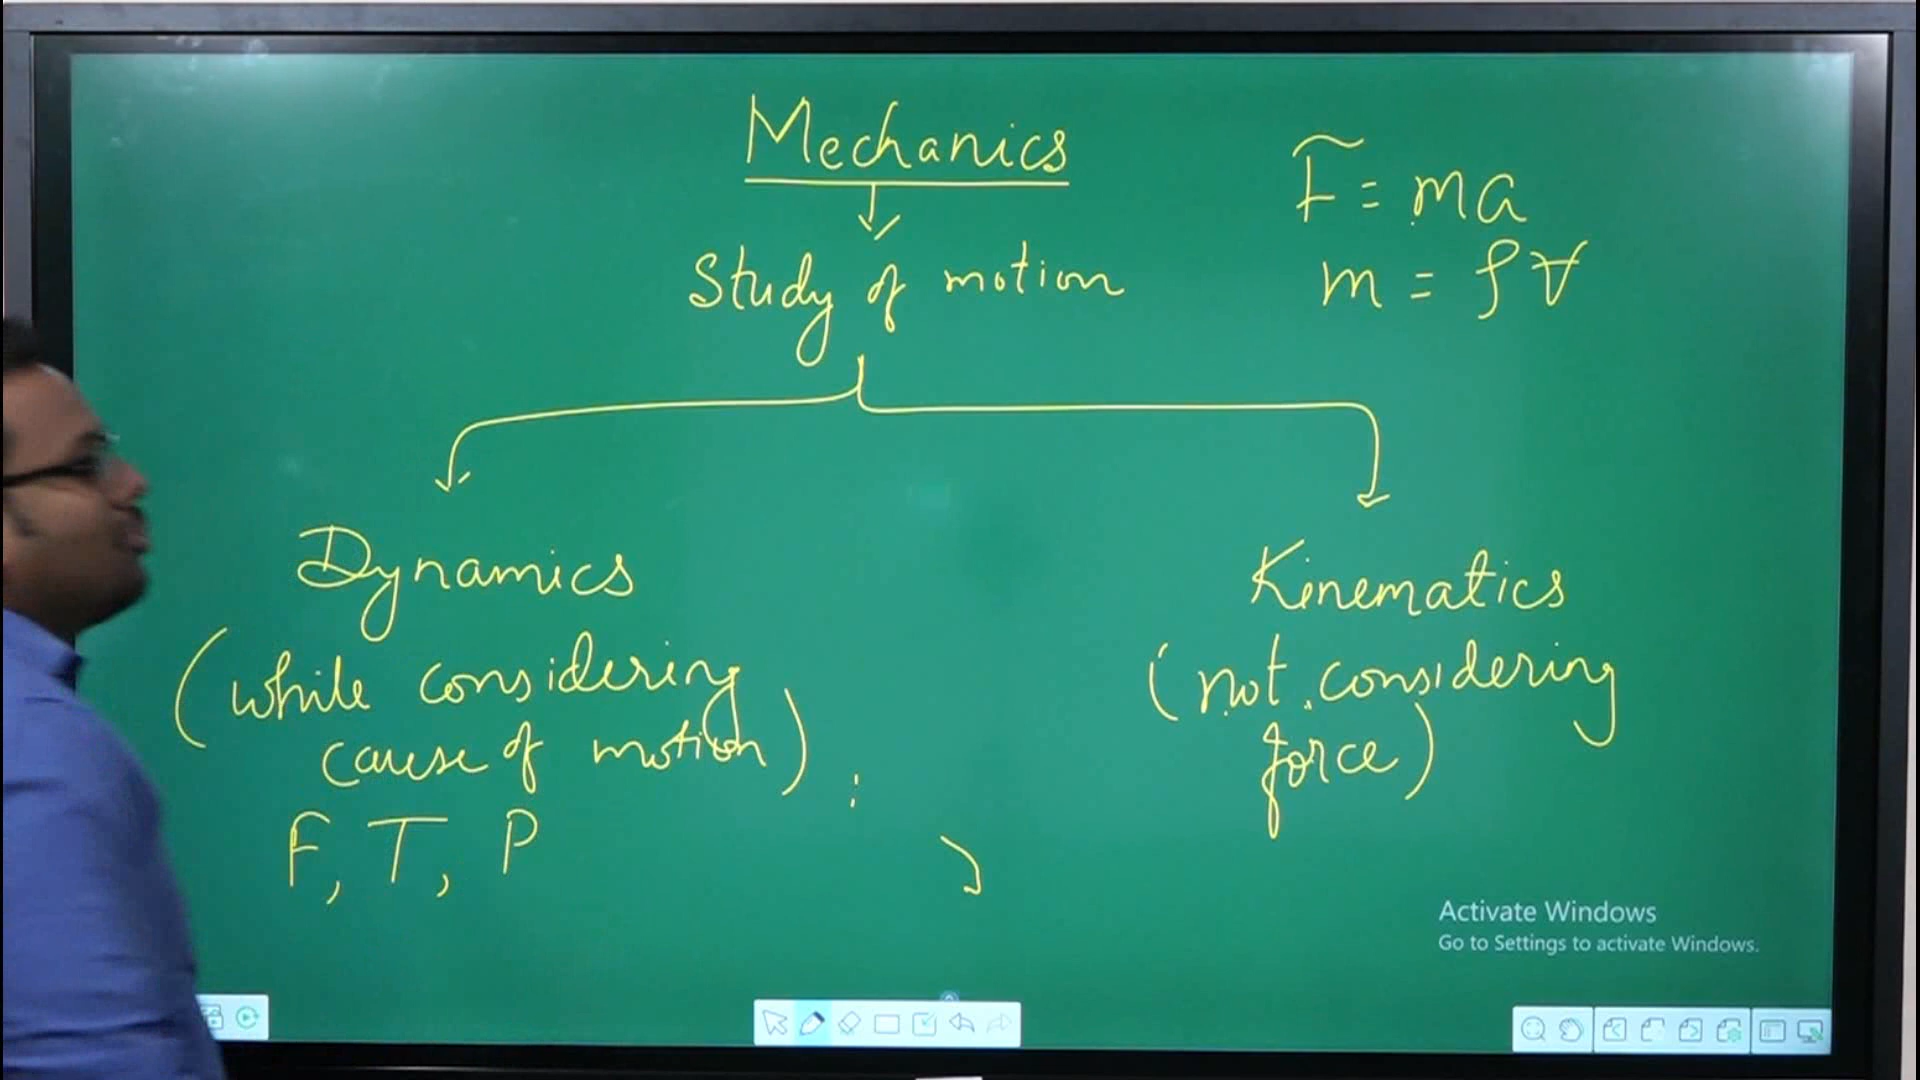 Mechanics
Study of motion
F̃ = ma
m = ρV̶
Dynamics
(while considering
cause of motion)
F, T, P
Kinematics
(not considering
force)
Activate Windows
Go to Settings to activate Windows.